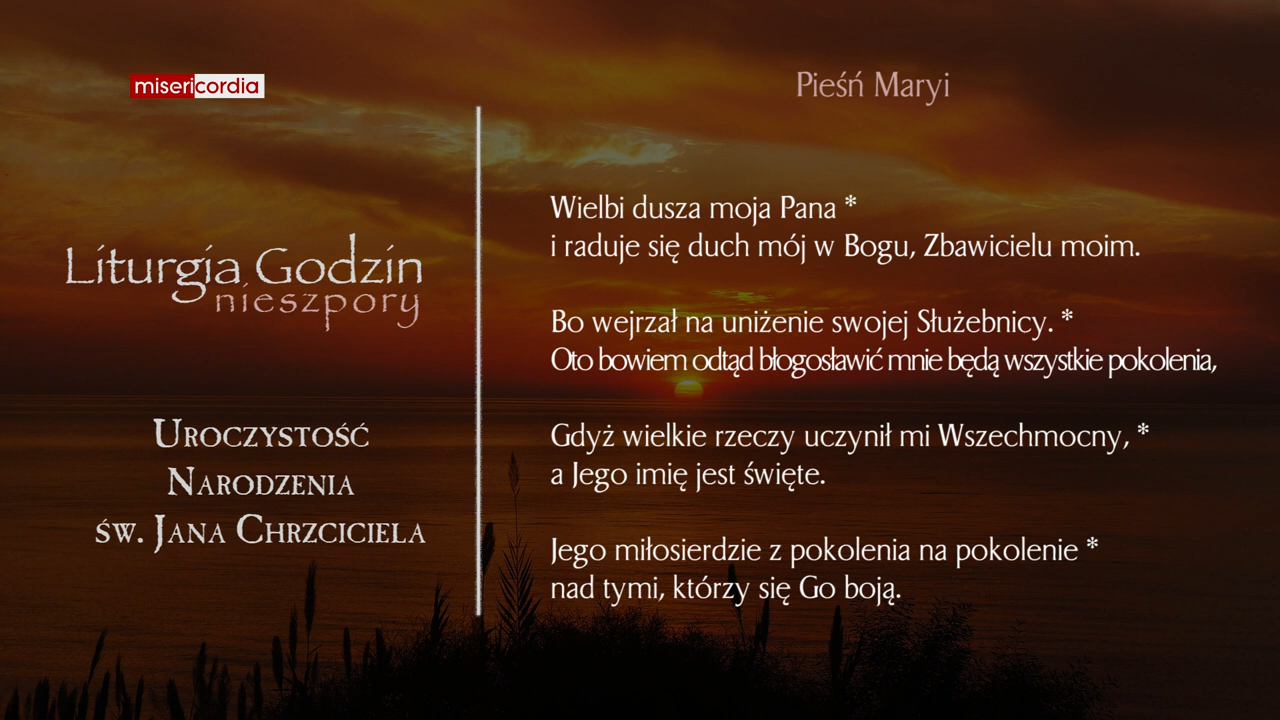 misericordia
Liturgia Godzin
nieszpory
Uroczystość
Narodzenia
św. Jana Chrzciciela
Pieśń Maryi
Wielbi dusza moja Pana *
i raduje się duch mój w Bogu, Zbawicielu moim.
Bo wejrzał na uniżenie swojej Służebnicy. *
Oto bowiem odtąd błogosławić mnie będą wszystkie pokolenia,
Gdyż wielkie rzeczy uczynił mi Wszechmocny, *
a Jego imię jest święte.
Jego miłosierdzie z pokolenia na pokolenie *
nad tymi, którzy się Go boją.